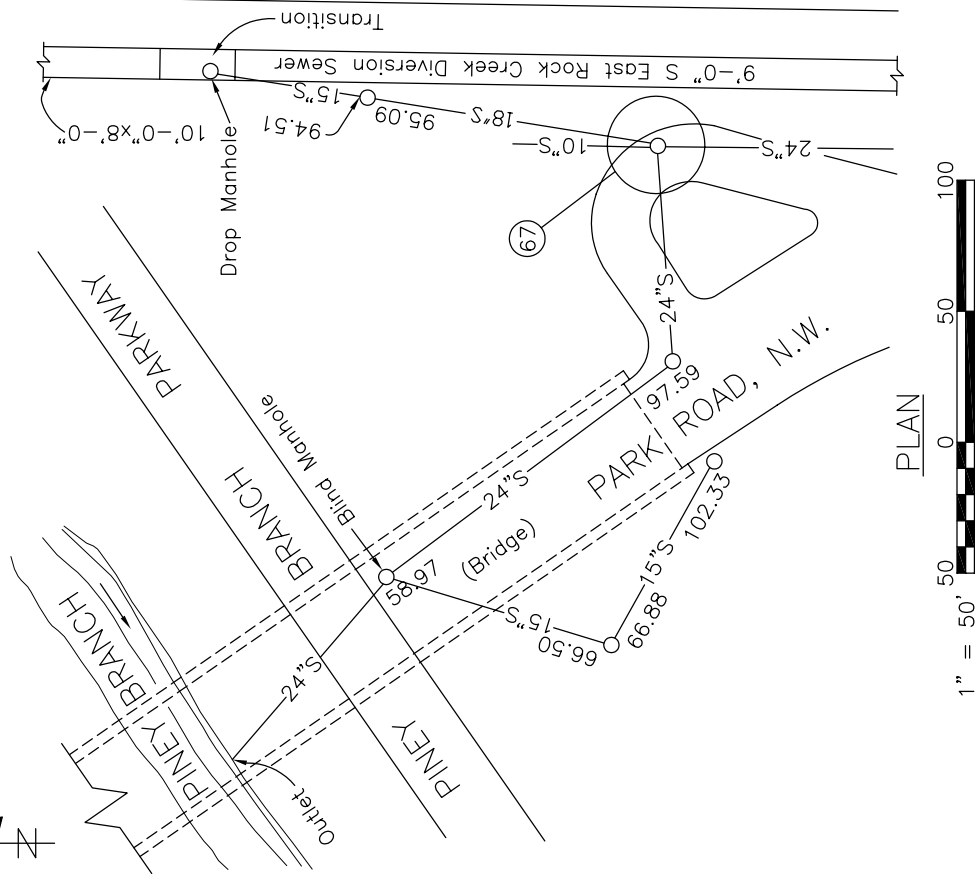 Transition
9'-0" S East Rock Creek Diversion Sewer
10'-0"x8'-0"
Drop Manhole
15"S
94.51
95.09
18"S
10"S
24"S
67
24"S
PARKWAY
BRANCH
PINEY
Blind Manhole
58.97
24"S
97.59
PARK ROAD, N.W.
(Bridge)
15"S
66.50
66.88
15"S
102.33
24"S
PINEY BRANCH
Outlet
N
PLAN
50 0 50 100
1" = 50'